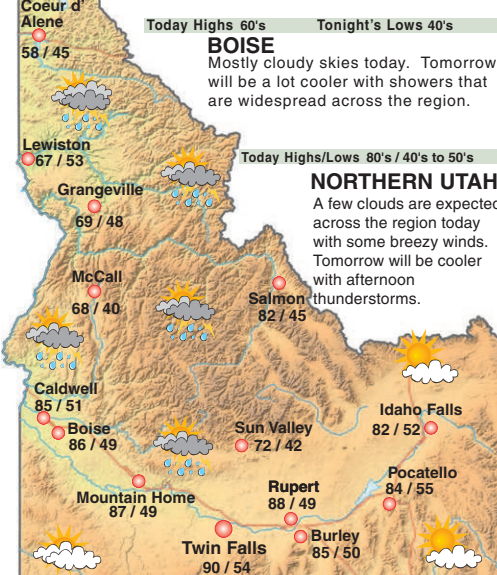 Coeur d'
Alene
58 / 45
Today Highs 60's Tonight's Lows 40's
BOISE
Mostly cloudy skies today. Tomorrow
will be a lot cooler with showers that
are widespread across the region.
Lewiston
67 / 53
Today Highs/Lows 80's / 40's to 50's
NORTHERN UTAH
A few clouds are expected
across the region today
with some breezy winds.
Tomorrow will be cooler
with afternoon
thunderstorms.
Grangeville
69 / 48
McCall
68 / 40
Salmon
82 / 45
Caldwell
85 / 51
Boise
86 / 49
Sun Valley
72 / 42
Idaho Falls
82 / 52
Mountain Home
87 / 49
Rupert
88 / 49
Pocatello
84 / 55
Twin Falls
90 / 54
Burley
85 / 50